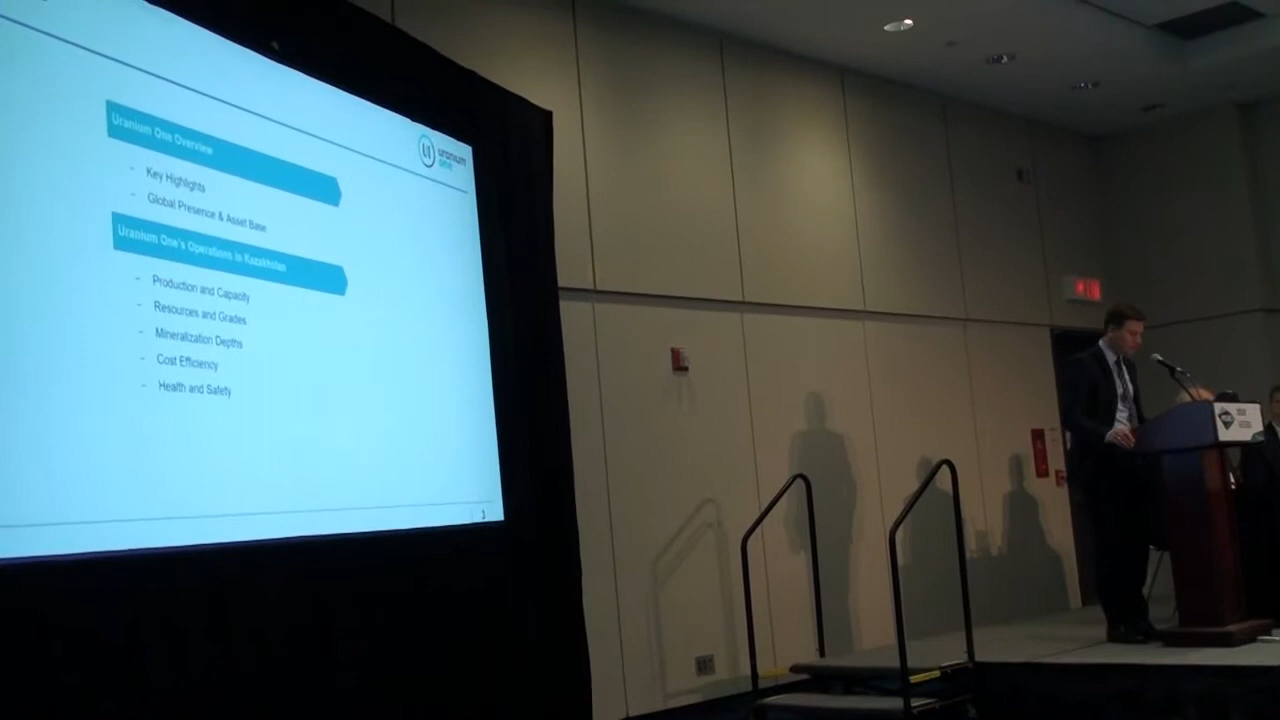 Uranium One Overview
uranium
one
- Key Highlights
- Global Presence & Asset Base
Uranium One's Operations in Kazakhstan
- Production and Capacity
- Resources and Grades
- Mineralization Depths
- Cost Efficiency
- Health and Safety
3